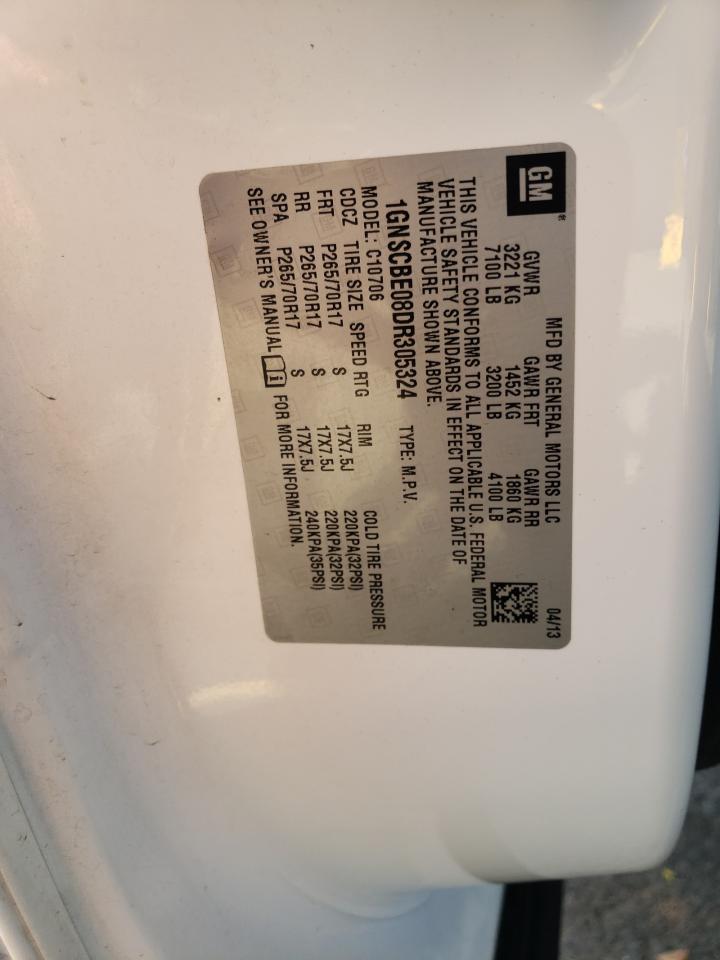 GM®
MFD BY GENERAL MOTORS LLC 04/13
GVWR GAWR FRT GAWR RR
3221 KG 1452 KG 1860 KG
7100 LB 3200 LB 4100 LB
THIS VEHICLE CONFORMS TO ALL APPLICABLE U.S. FEDERAL MOTOR
VEHICLE SAFETY STANDARDS IN EFFECT ON THE DATE OF
MANUFACTURE SHOWN ABOVE.
1GNSCBE08DR305324 TYPE: M.P.V.
MODEL: C10706
CDCZ TIRE SIZE SPEED RTG RIM COLD TIRE PRESSURE
FRT P265/70R17 S 17X7.5J 220KPA(32PSI)
RR P265/70R17 S 17X7.5J 220KPA(32PSI)
SPA P265/70R17 S 17X7.5J 240KPA(35PSI)
SEE OWNER'S MANUAL FOR MORE INFORMATION.